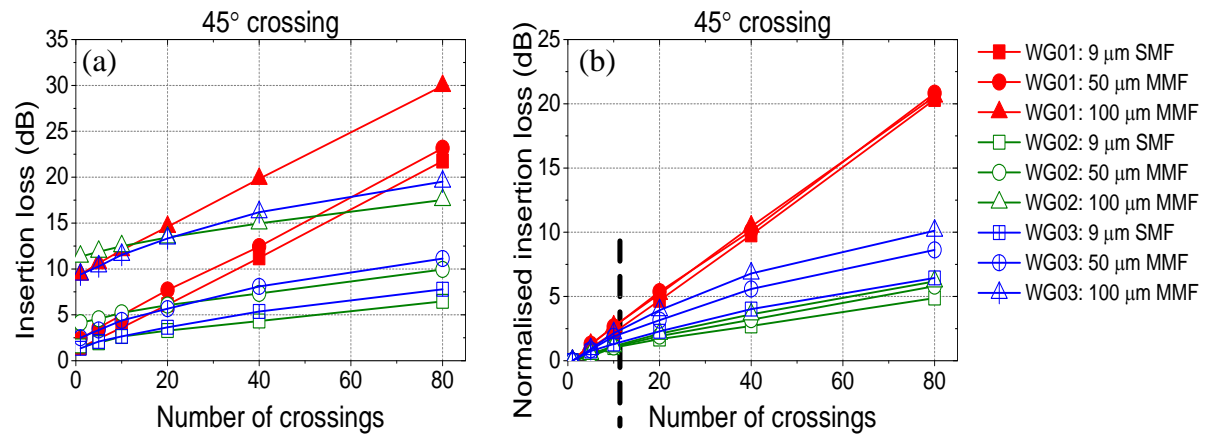 45° crossing
(a)
Insertion loss (dB)
35
30
25
20
15
10
5
0
0 20 40 60 80
Number of crossings
45° crossing
(b)
Normalised insertion loss (dB)
25
20
15
10
5
0
0 20 40 60 80
Number of crossings
WG01: 9 μm SMF
WG01: 50 μm MMF
WG01: 100 μm MMF
WG02: 9 μm SMF
WG02: 50 μm MMF
WG02: 100 μm MMF
WG03: 9 μm SMF
WG03: 50 μm MMF
WG03: 100 μm MMF